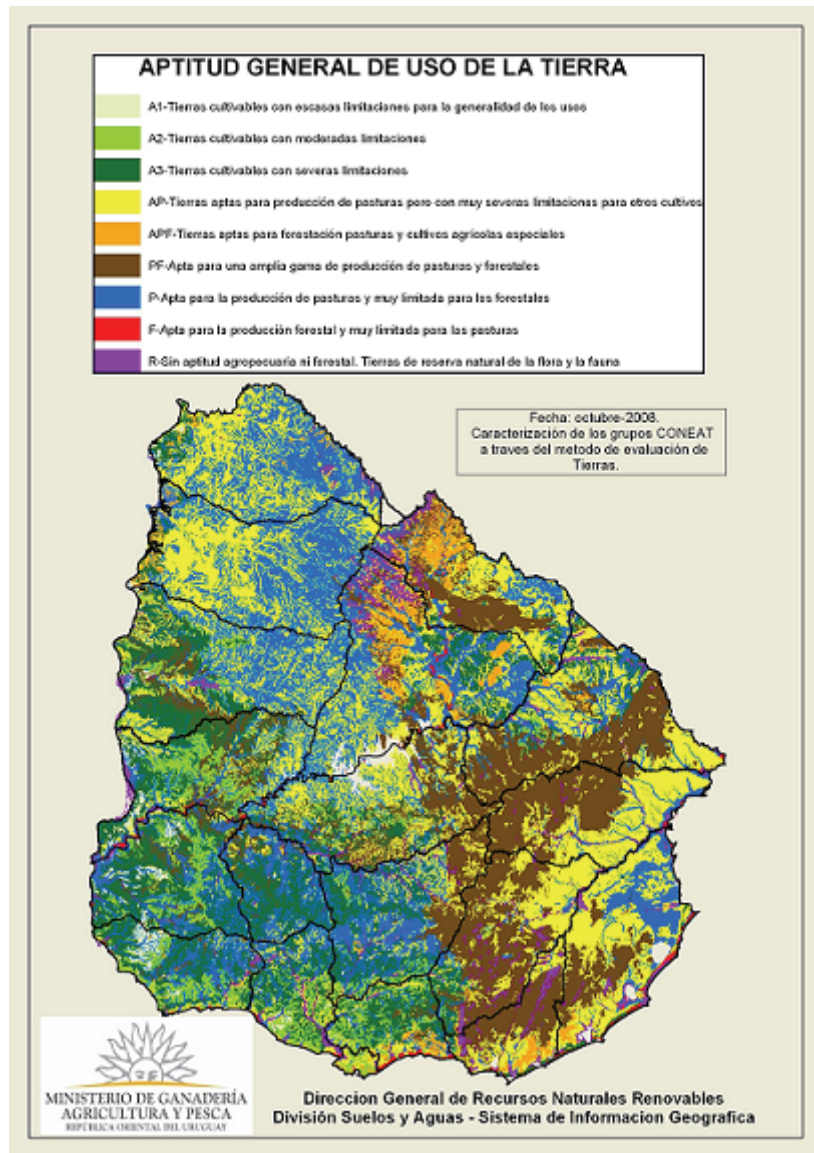 APTITUD GENERAL DE USO DE LA TIERRA
A1-Tierras cultivables con escasas limitaciones para la generalidad de los usos
A2-Tierras cultivables con moderadas limitaciones
A3-Tierras cultivables con severas limitaciones
AP-Tierras aptas para producción de pasturas pero con muy severas limitaciones para otros cultivos
APF-Tierras aptas para forestación pasturas y cultivos agrícolas especiales
PF-Apta para una amplia gama de producción de pasturas y forestales
P-Apta para la producción de pasturas y muy limitada para las forestales
F-Apta para la producción forestal y muy limitada para las pasturas
R-Sin aptitud agropecuaria ni forestal. Tierras de reserva natural de la flora y la fauna
Fecha: octubre-2008.
Caracterización de los grupos CONEAT
a traves del metodo de evaluación de
Tierras.
MINISTERIO DE GANADERÍA
AGRICULTURA Y PESCA
REPÚBLICA ORIENTAL DEL URUGUAY
Direccion General de Recursos Naturales Renovables
División Suelos y Aguas - Sistema de Informacion Geografica